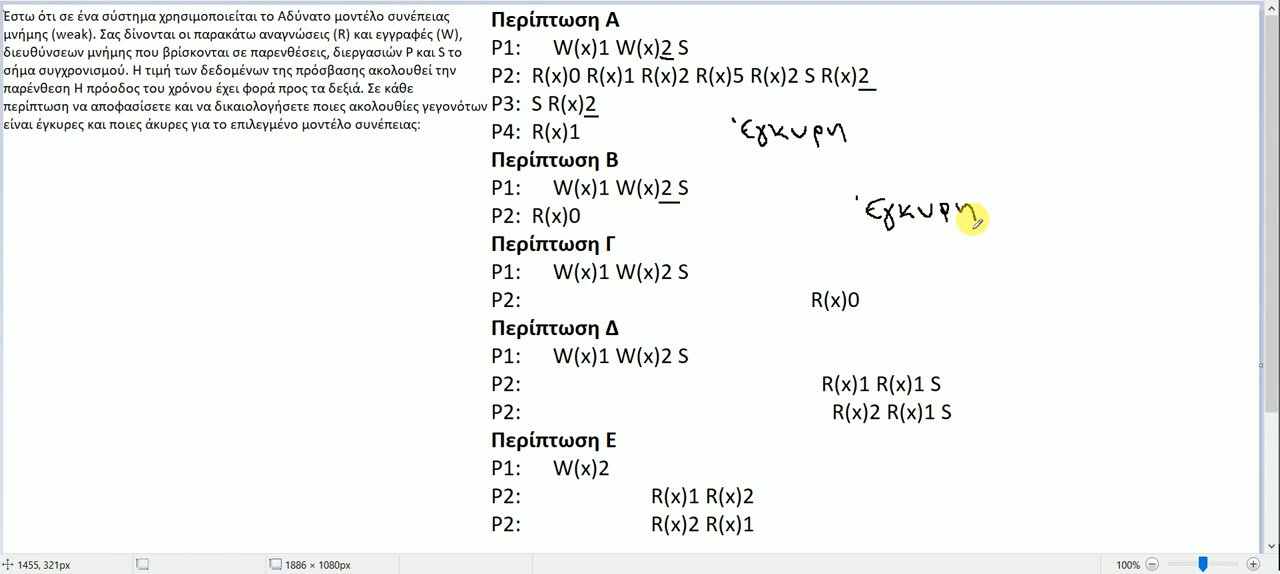 Έστω ότι σε ένα σύστημα χρησιμοποιείται το Αδύνατο μοντέλο συνέπειας
μνήμης (weak). Σας δίνονται οι παρακάτω αναγνώσεις (R) και εγγραφές (W),
διευθύνσεων μνήμης που βρίσκονται σε παρενθέσεις, διεργασιών P και S το
σήμα συγχρονισμού. Η τιμή των δεδομένων της πρόσβασης ακολουθεί την
παρένθεση Η πρόοδος του χρόνου έχει φορά προς τα δεξιά. Σε κάθε
περίπτωση να αποφασίσετε και να δικαιολογήσετε ποιες ακολουθίες γεγονότων
είναι έγκυρες και ποιες άκυρες για το επιλεγμένο μοντέλο συνέπειας:
Περίπτωση Α
P1: W(x)1 W(x)2 S
P2: R(x)0 R(x)1 R(x)2 R(x)5 R(x)2 S R(x)2
P3: S R(x)2
P4: R(x)1 Έγκυρη
Περίπτωση Β
P1: W(x)1 W(x)2 S
P2: R(x)0 Έγκυρη
Περίπτωση Γ
P1: W(x)1 W(x)2 S
P2 R(x)0
Περίπτωση Δ
P1: W(x)1 W(x)2 S
P2 R(x)1 R(x)1 S
P2 R(x)2 R(x)1 S
Περίπτωση Ε
P1: W(x)2
P2 R(x)1 R(x)2
P2 R(x)2 R(x)1
1455, 321px 1886 × 1080px 100%